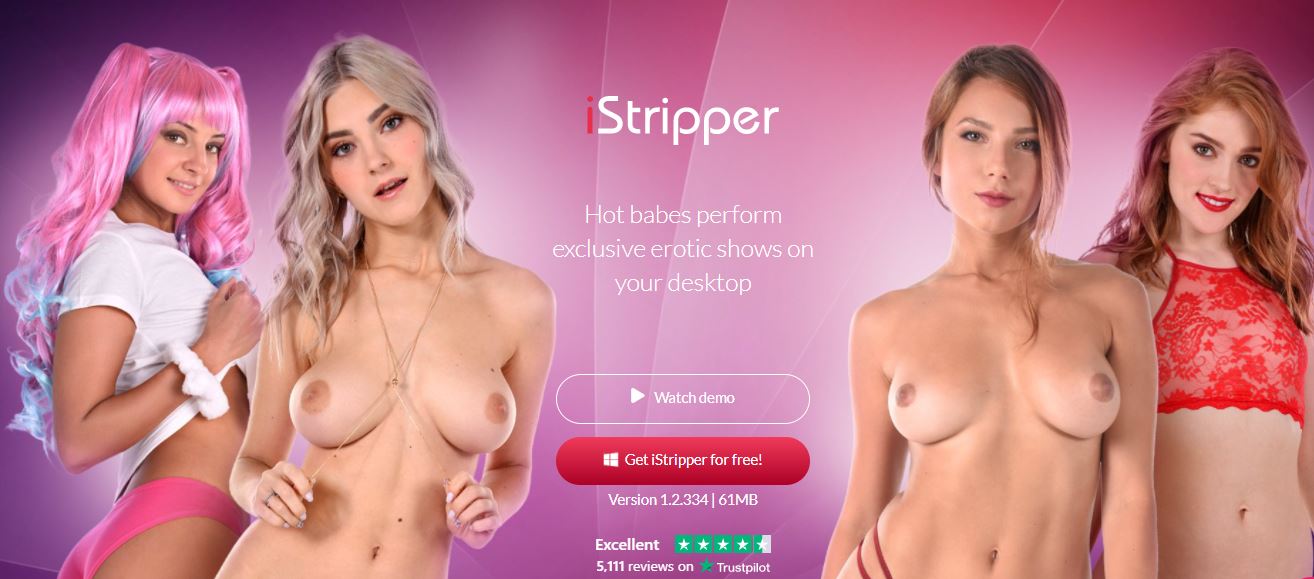 iStripper
Hot babes perform
exclusive erotic shows on
your desktop
Watch demo
Get iStripper for free!
Version 1.2.334 | 61MB
Excellent
5,111 reviews on Trustpilot